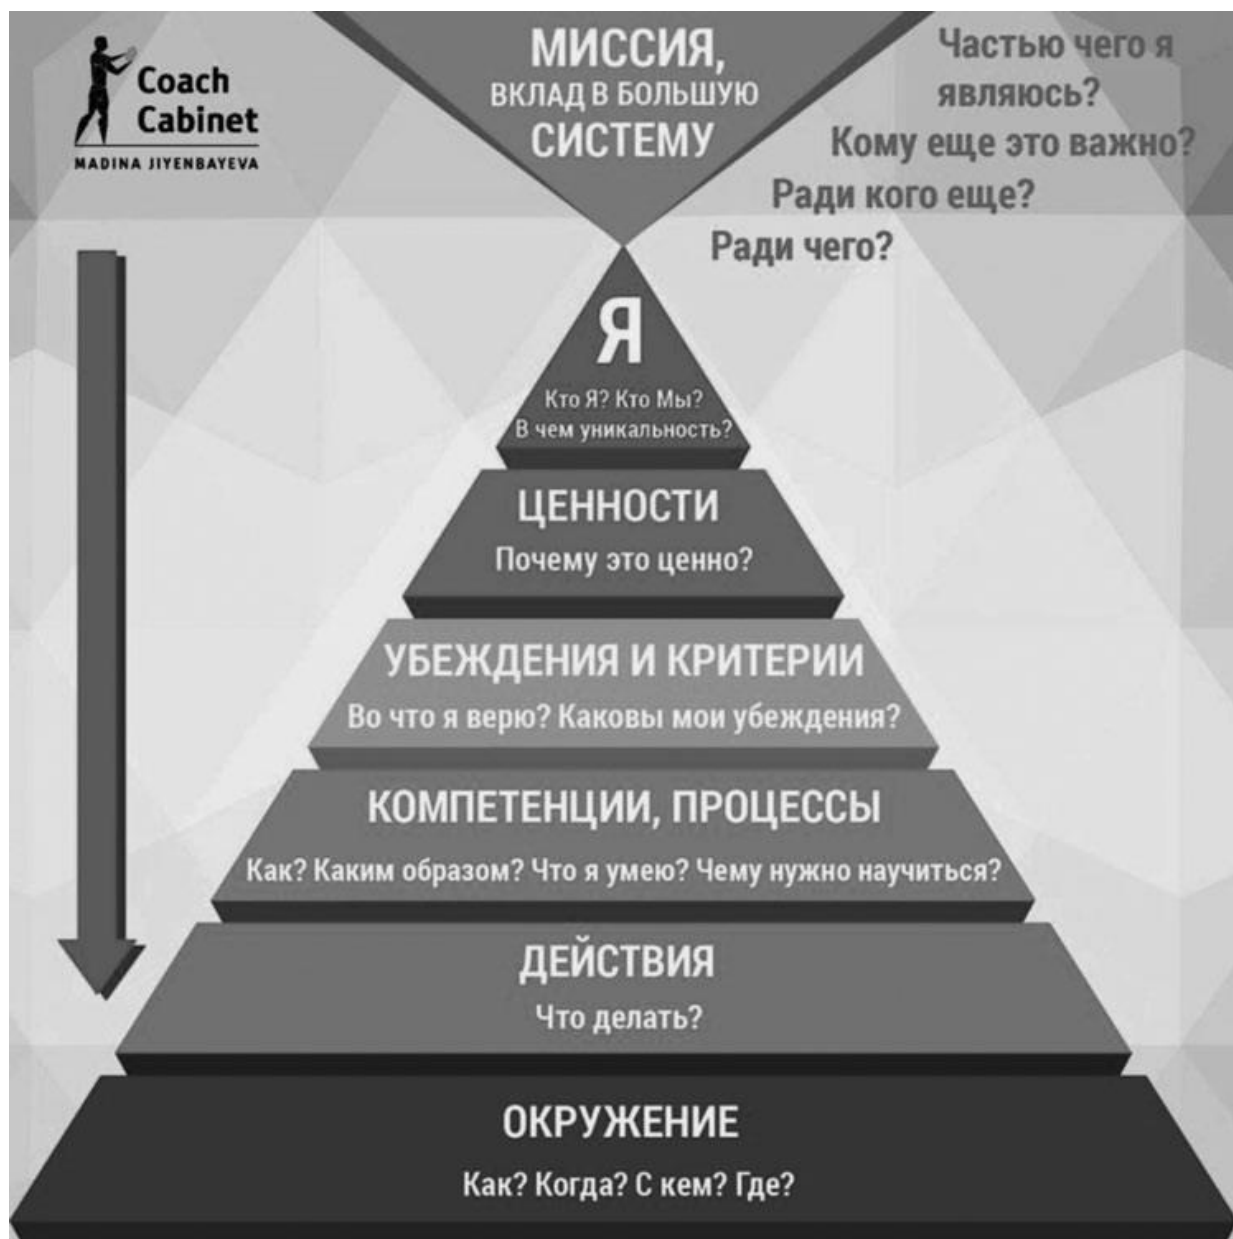 Coach
Cabinet
MADINA JIYENBAYEVA
МИССИЯ,
ВКЛАД В БОЛЬШУЮ
СИСТЕМУ
Частью чего я
являюсь?
Кому еще это важно?
Ради кого еще?
Ради чего?
Я
Кто Я? Кто Мы?
В чем уникальность?
ЦЕННОСТИ
Почему это ценно?
УБЕЖДЕНИЯ И КРИТЕРИИ
Во что я верю? Каковы мои убеждения?
КОМПЕТЕНЦИИ, ПРОЦЕССЫ
Как? Каким образом? Что я умею? Чему нужно научиться?
ДЕЙСТВИЯ
Что делать?
ОКРУЖЕНИЕ
Как? Когда? С кем? Где?